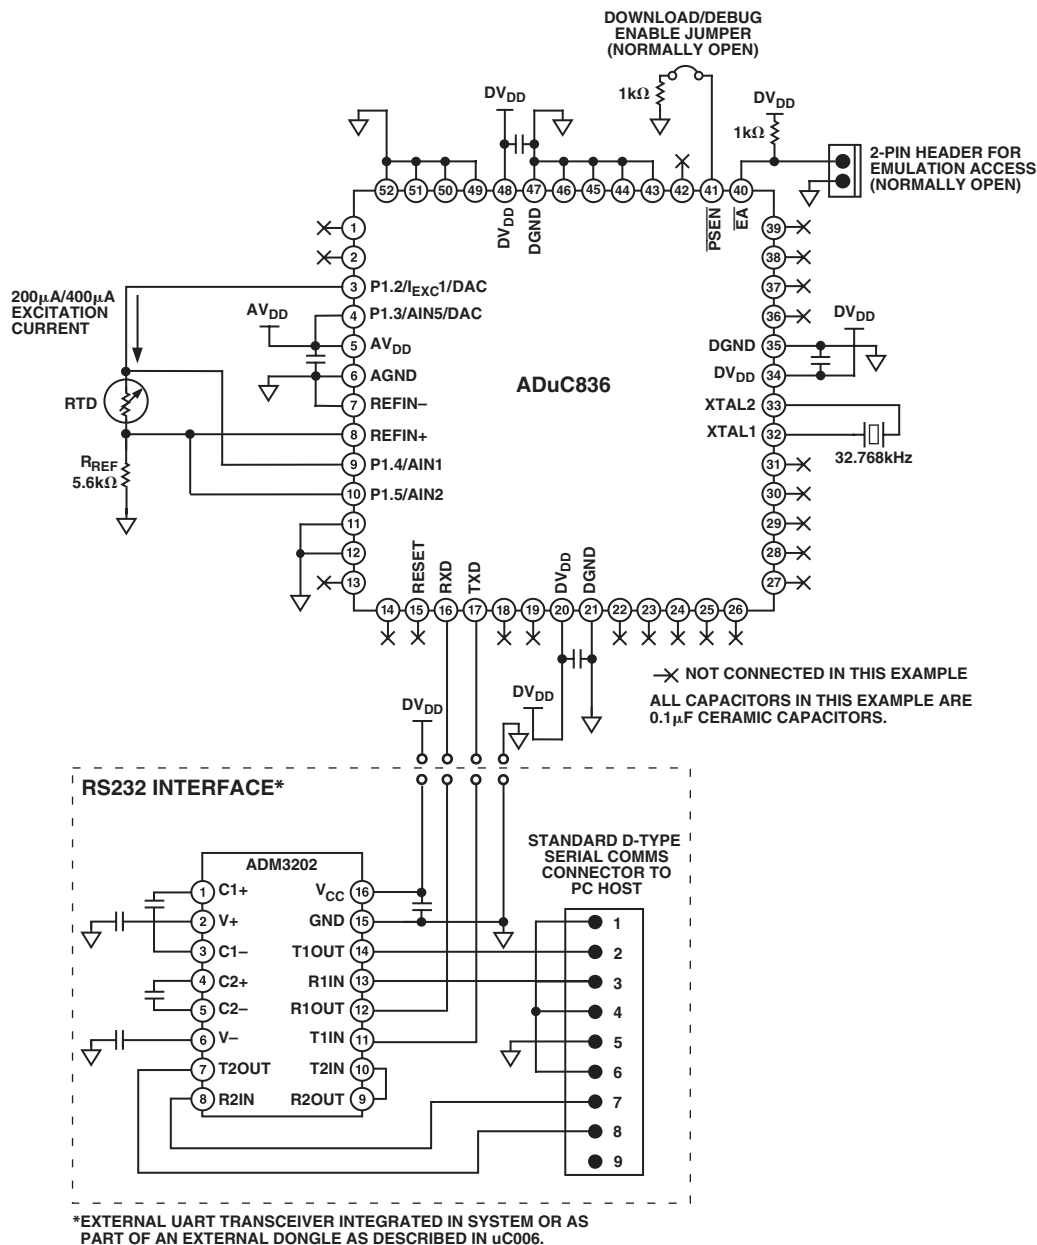 DOWNLOAD/DEBUG
ENABLE JUMPER
(NORMALLY OPEN)
1kΩ
DVDD
DVDD
1kΩ
2-PIN HEADER FOR
EMULATION ACCESS
(NORMALLY OPEN)
52 51 50 49 48 47 46 45 44 43 42 41 40
DVDD
DGND
PSEN
EA
1
2
3 P1.2/IEXC1/DAC
4 P1.3/AIN5/DAC
5 AVDD
6 AGND
7 REFIN–
8 REFIN+
9 P1.4/AIN1
10 P1.5/AIN2
11
12
13
200μA/400μA
EXCITATION
CURRENT
AVDD
RTD
RREF
5.6kΩ
ADuC836
39
38
37
36
DVDD
DGND 35
DVDD 34
XTAL2 33
XTAL1 32
32.768kHz
31
30
29
28
27
RESET
RXD
TXD
DVDD
DGND
14 15 16 17 18 19 20 21 22 23 24 25 26
NOT CONNECTED IN THIS EXAMPLE
ALL CAPACITORS IN THIS EXAMPLE ARE
0.1μF CERAMIC CAPACITORS.
DVDD
DVDD
RS232 INTERFACE*
ADM3202
1 C1+
2 V+
3 C1–
4 C2+
5 C2–
6 V–
7 T2OUT
8 R2IN
VCC 16
GND 15
T1OUT 14
R1IN 13
R1OUT 12
T1IN 11
T2IN 10
R2OUT 9
STANDARD D-TYPE
SERIAL COMMS
CONNECTOR TO
PC HOST
1
2
3
4
5
6
7
8
9
*EXTERNAL UART TRANSCEIVER INTEGRATED IN SYSTEM OR AS
PART OF AN EXTERNAL DONGLE AS DESCRIBED IN uC006.